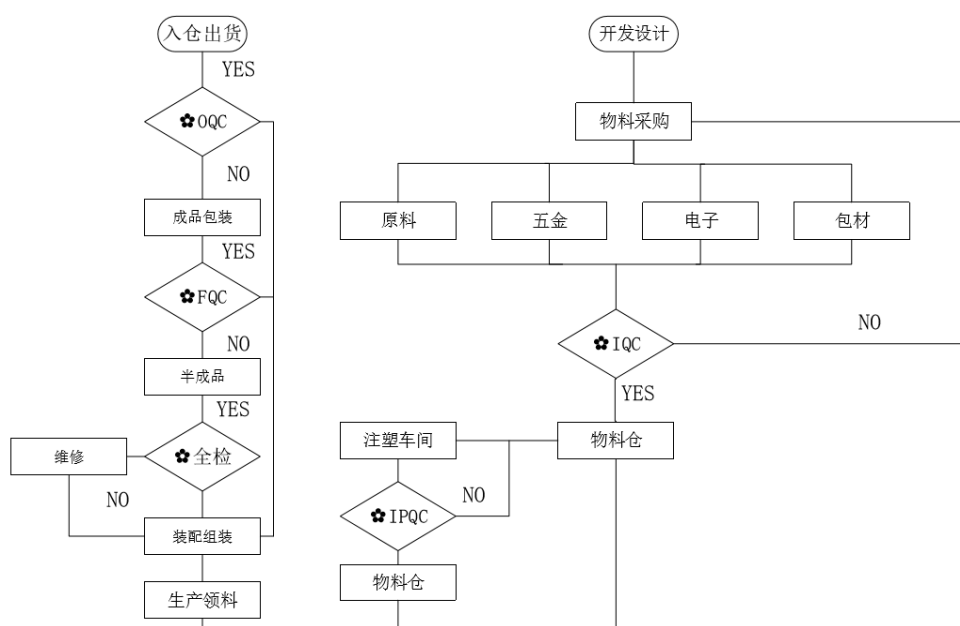 入仓出货
YES
✿OQC
NO
成品包装
YES
✿FQC
NO
半成品
YES
✿全检
维修
NO
装配组装
生产领料
开发设计
物料采购
原料
五金
电子
包材
✿IQC
NO
YES
物料仓
注塑车间
✿IPQC
NO
物料仓